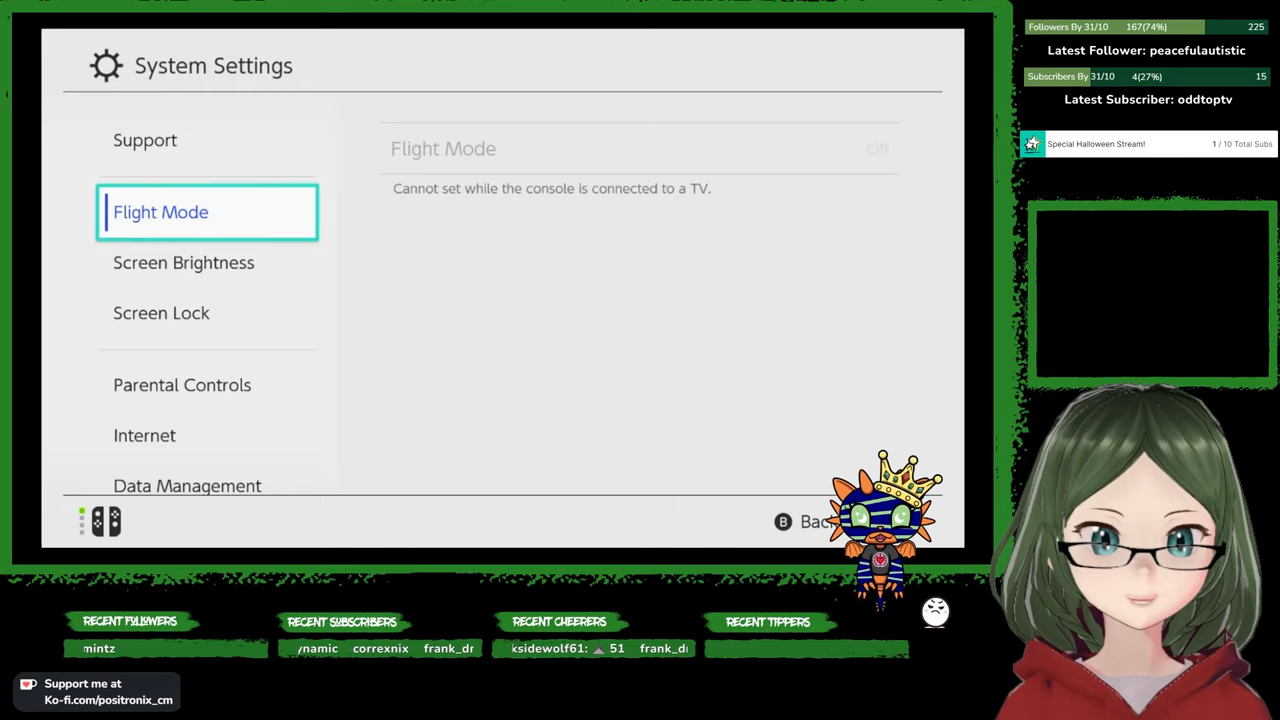 System Settings
Support
Flight Mode
Screen Brightness
Screen Lock
Parental Controls
Internet
Data Management
Flight Mode Off
Cannot set while the console is connected to a TV.
B
Followers By 31/10 167(74%) 225
Latest Follower: peacefulautistic
Subscribers By 31/10 4(27%) 15
Latest Subscriber: oddtoptv
Special Halloween Stream! 1 / 10 Total Subs
RECENT FOLLOWERS
mintz
RECENT SUBSCRIBERS
correxnix
RECENT CHEERERS
ksidewolf61: 51
RECENT TIPPERS
Support me at
Ko-fi.com/positronix_cm